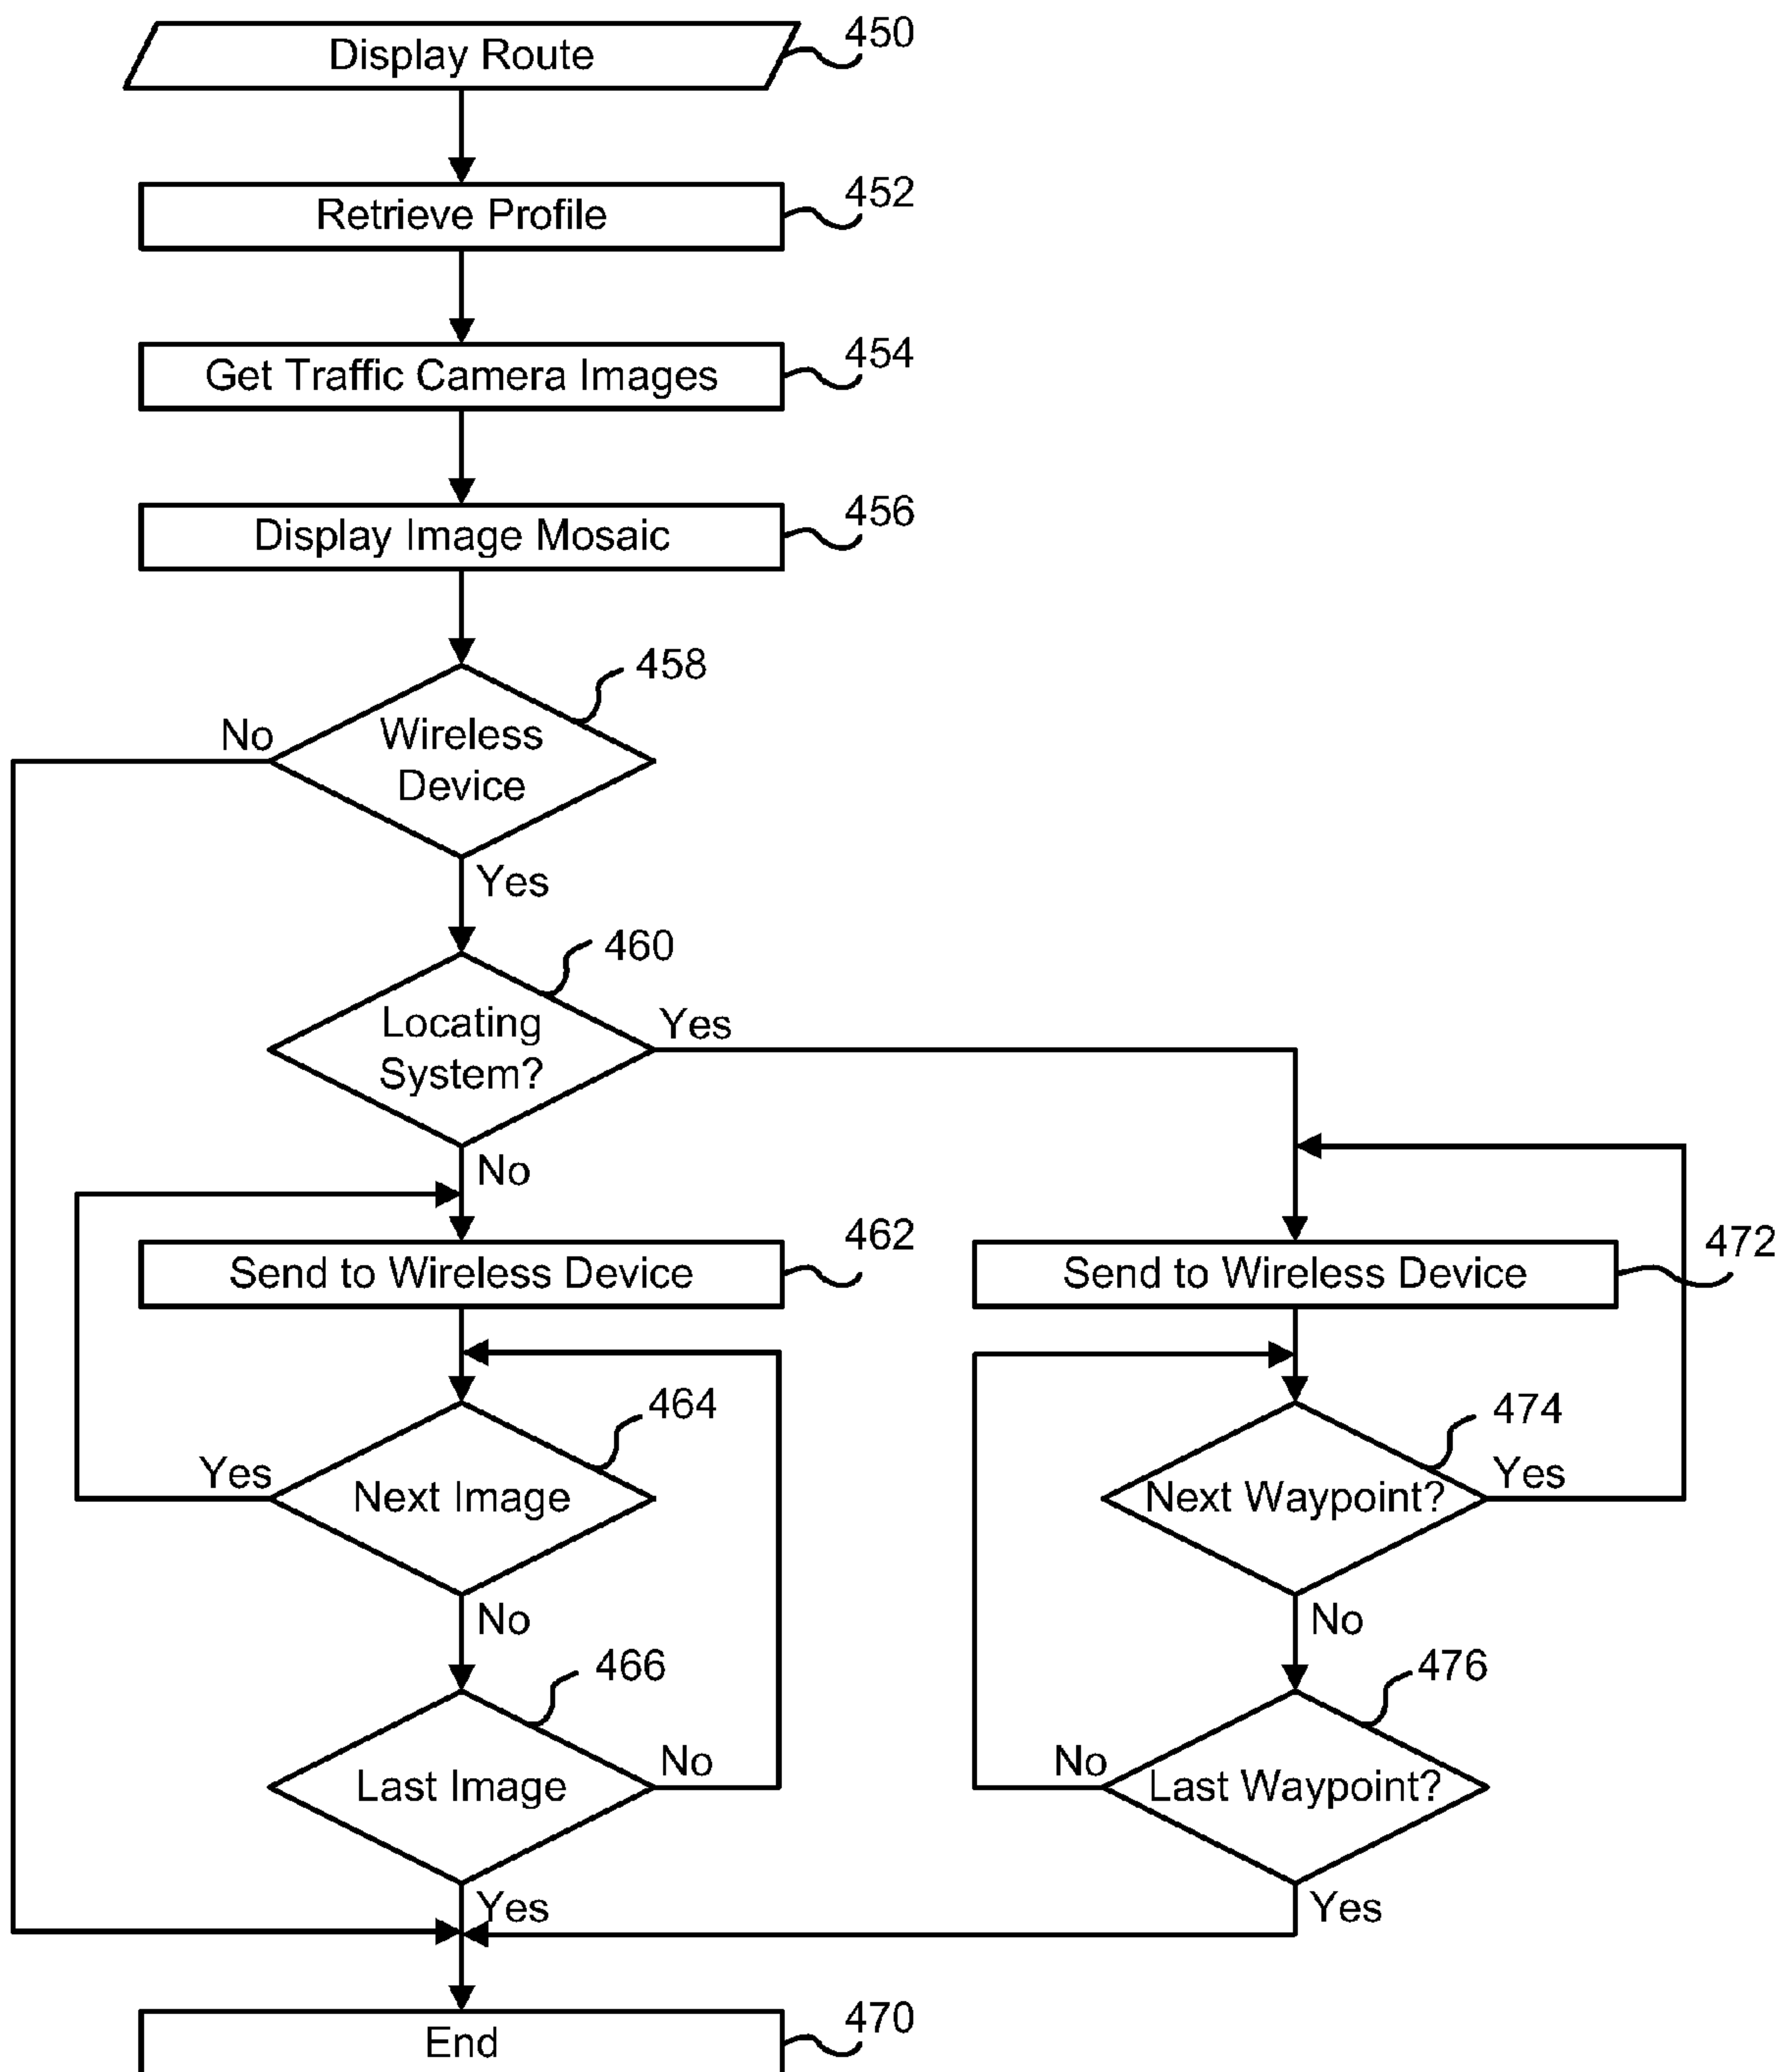 Display Route
450
Retrieve Profile
452
Get Traffic Camera Images
454
Display Image Mosaic
456
458
Wireless
Device
No
Yes
460
Locating
System?
Yes
No
Send to Wireless Device
462
Send to Wireless Device
472
464
Next Image
Yes
No
474
Next Waypoint?
Yes
No
466
Last Image
No
Yes
476
Last Waypoint?
No
Yes
End
470